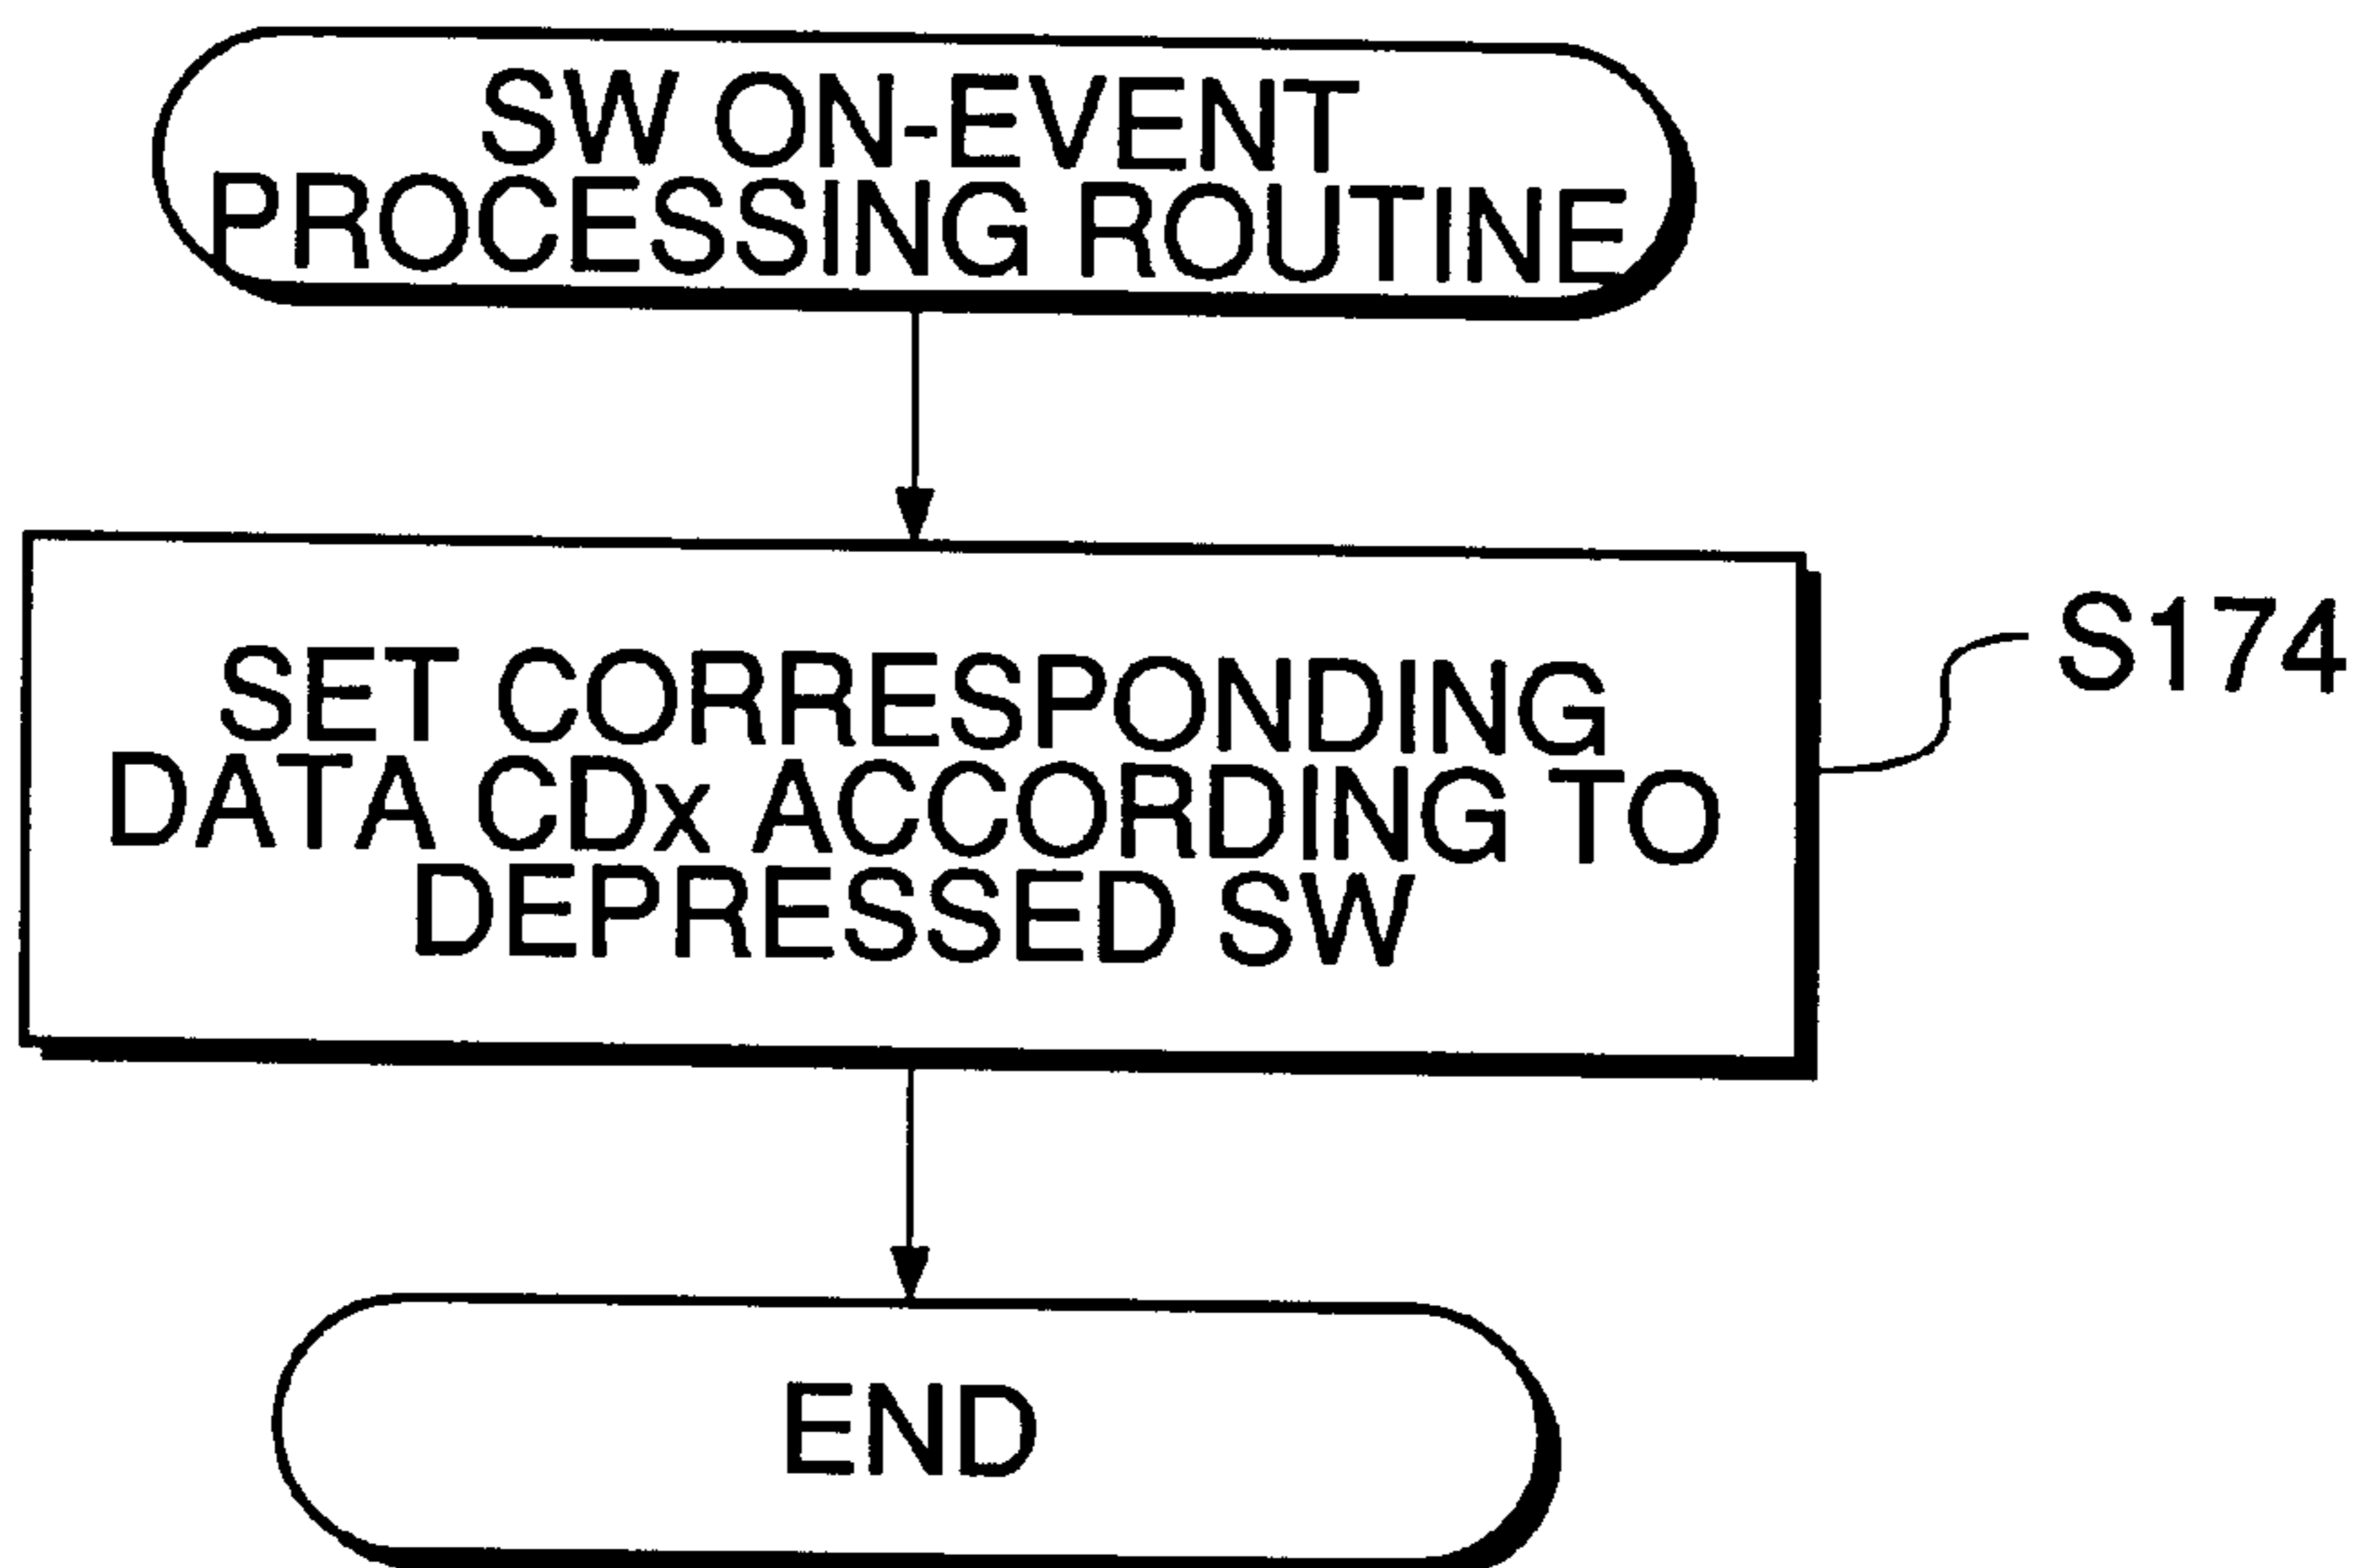 SW ON-EVENT
PROCESSING ROUTINE
SET CORRESPONDING
DATA CDx ACCORDING TO
DEPRESSED SW
S174
END